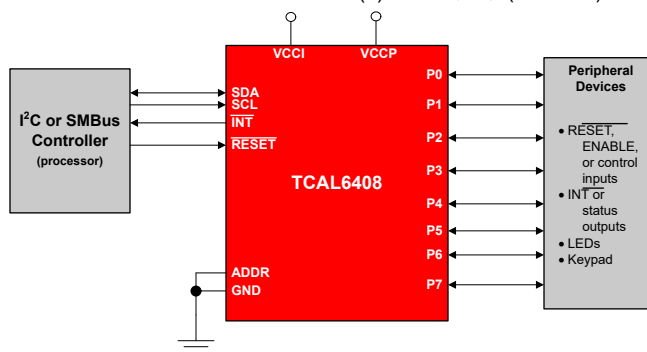 VCCI
VCCP
I²C or SMBus
Controller
(processor)
SDA
SCL
INT
RESET
ADDR
GND
TCAL6408
P0
P1
P2
P3
P4
P5
P6
P7
Peripheral
Devices
• RESET,
ENABLE,
or control
inputs
• INT or
status
outputs
• LEDs
• Keypad